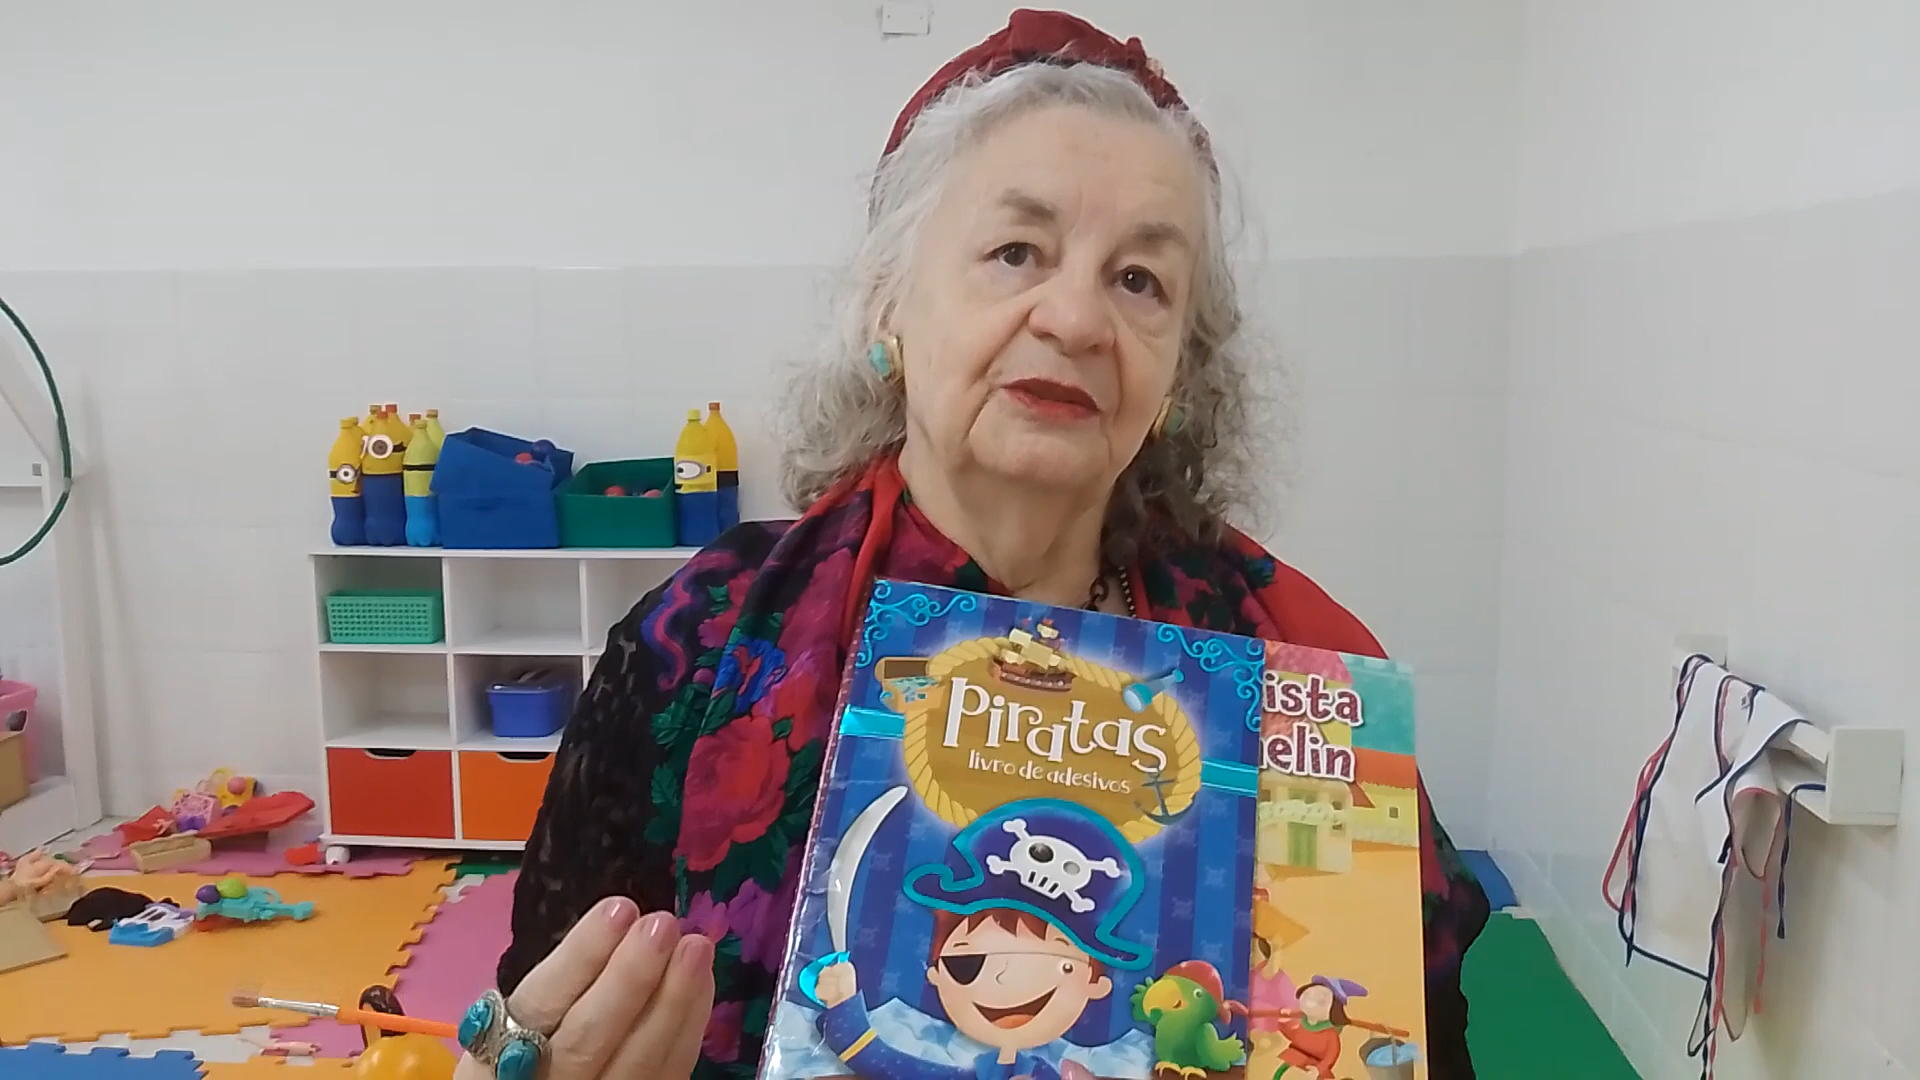 Piratas
livro de adesivos
ista
elin